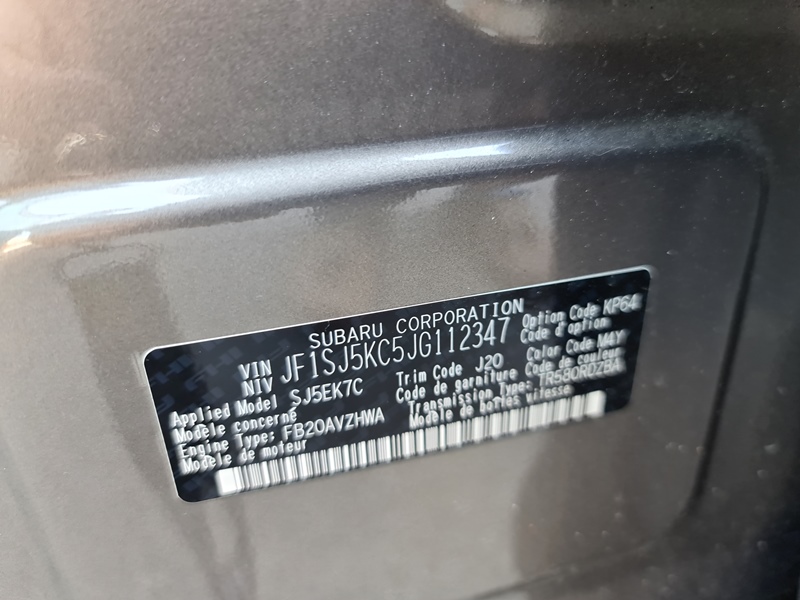 SUBARU CORPORATION
VIN NIV JF1SJ5KC5JG112347 Option Code KP64
Code d'option
Applied Model SJ5EK7C Trim Code J20 Color Code M4Y
Modèle concerné Code de garniture Code de couleur
Engine Type: FB20AVZHWA Transmission Type: TR580RDZBA
Modèle de moteur Modèle de boîtes vitesse